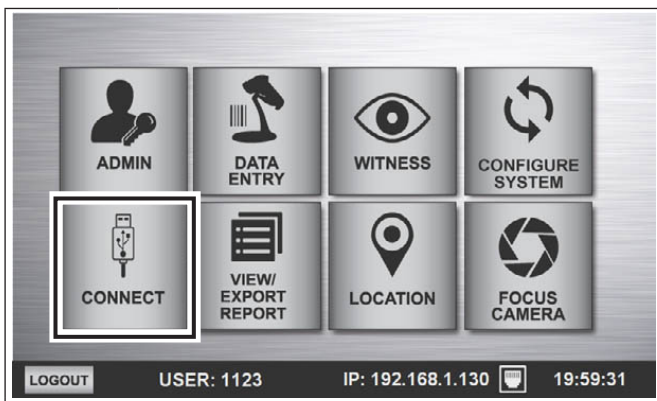 ADMIN
DATA
ENTRY
WITNESS
CONFIGURE
SYSTEM
CONNECT
VIEW/
EXPORT
REPORT
LOCATION
FOCUS
CAMERA
LOGOUT USER: 1123 IP: 192.168.1.130 19:59:31